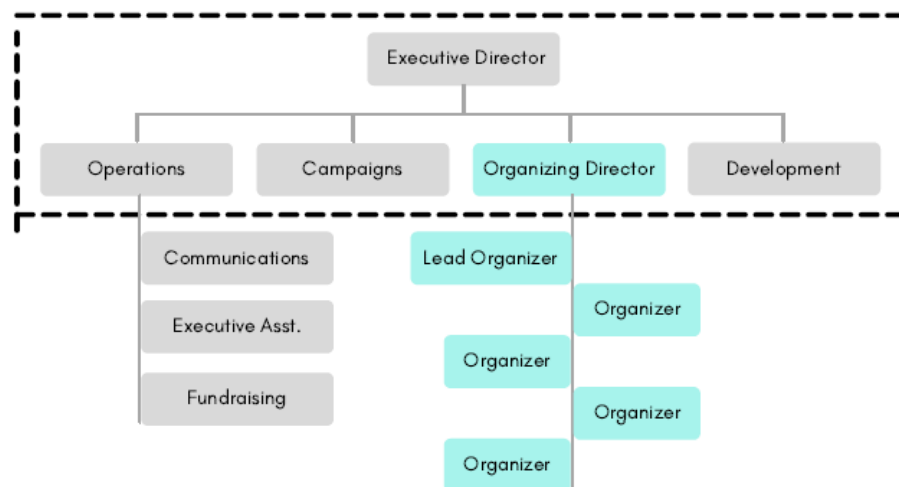 Executive Director
Operations
Campaigns
Organizing Director
Development
Communications
Lead Organizer
Organizer
Executive Asst.
Organizer
Fundraising
Organizer
Organizer